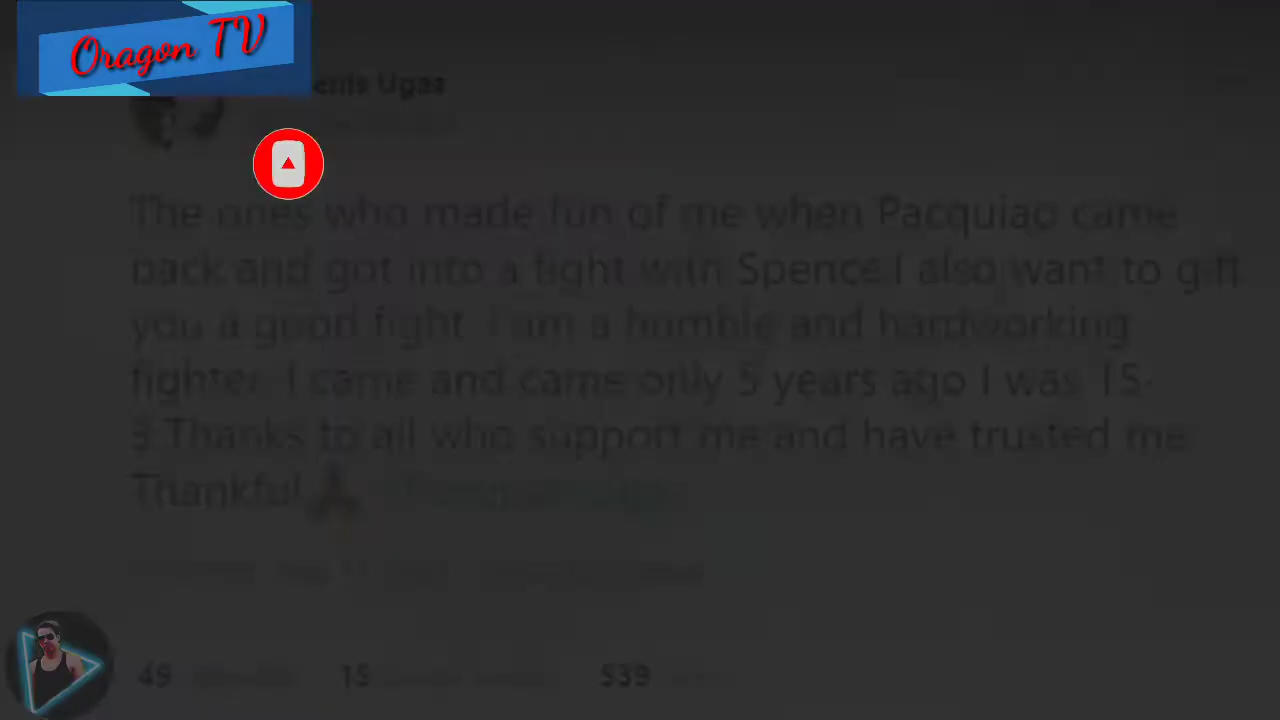 Oragon TV
Ugas
The ones who made fun of me when Pacquiao came
back and got into a fight with Spence.I also want to gift
you a good fight. I am a humble and hardworking
fighter. I came and came only 5 years ago I was 15-
3.Thanks to all who support me and have trusted me
Thankful
49 15 539